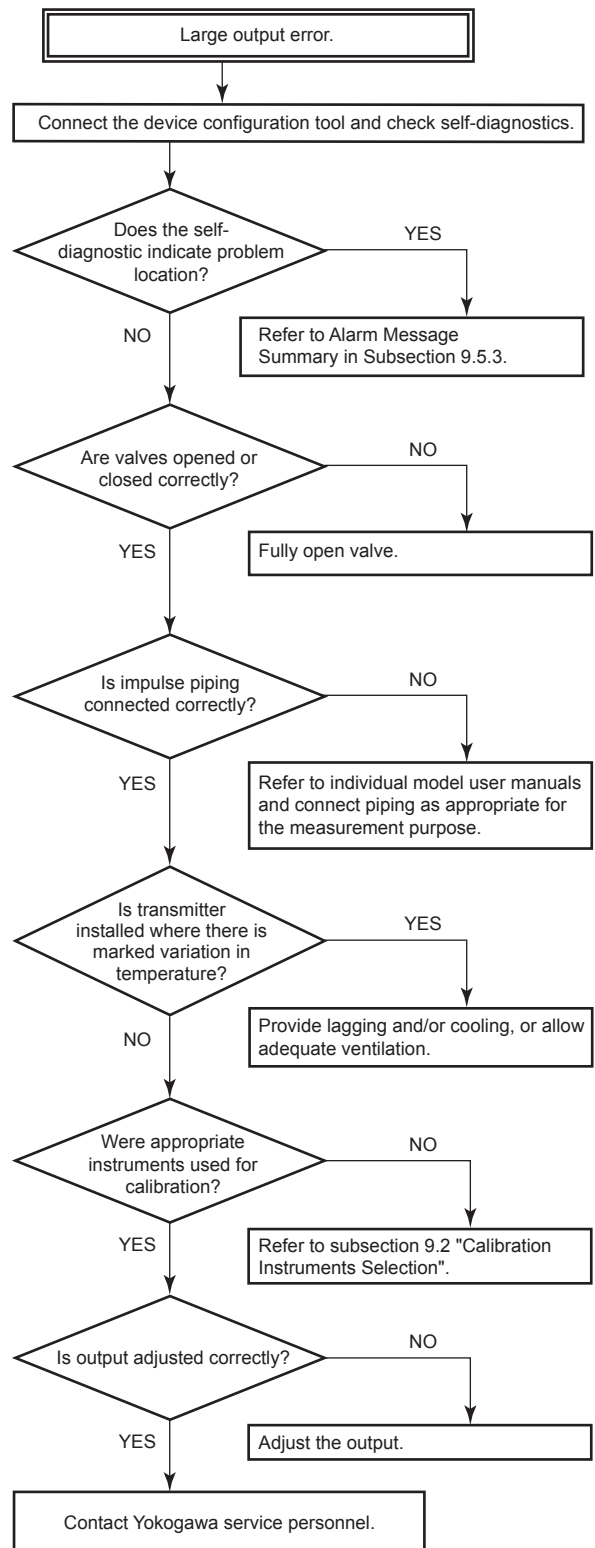 Large output error.
Connect the device configuration tool and check self-diagnostics.
Does the self-
diagnostic indicate problem
location?
YES
NO
Refer to Alarm Message
Summary in Subsection 9.5.3.
Are valves opened or
closed correctly?
NO
YES
Fully open valve.
Is impulse piping
connected correctly?
NO
YES
Refer to individual model user manuals
and connect piping as appropriate for
the measurement purpose.
Is transmitter
installed where there is
marked variation in
temperature?
YES
NO
Provide lagging and/or cooling, or allow
adequate ventilation.
Were appropriate
instruments used for
calibration?
NO
YES
Refer to subsection 9.2 "Calibration
Instruments Selection".
Is output adjusted correctly?
NO
YES
Adjust the output.
Contact Yokogawa service personnel.